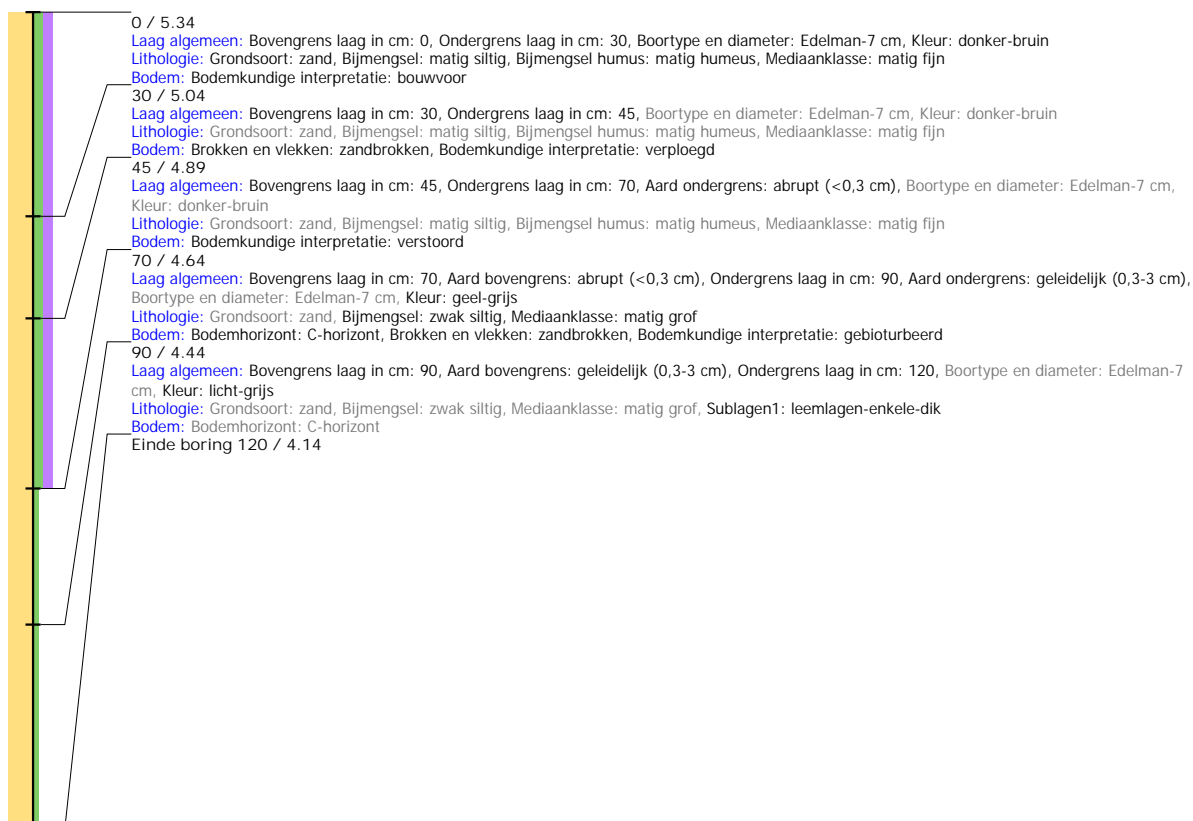 0 / 5.34
Laag algemeen: Bovengrens laag in cm: 0, Ondergrens laag in cm: 30, Boortype en diameter: Edelman-7 cm, Kleur: donker-bruin
Lithologie: Grondsoort: zand, Bijmengsel: matig siltig, Bijmengsel humus: matig humeus, Mediaanklasse: matig fijn
Bodem: Bodemkundige interpretatie: bouwvoor
30 / 5.04
Laag algemeen: Bovengrens laag in cm: 30, Ondergrens laag in cm: 45, Boortype en diameter: Edelman-7 cm, Kleur: donker-bruin
Lithologie: Grondsoort: zand, Bijmengsel: matig siltig, Bijmengsel humus: matig humeus, Mediaanklasse: matig fijn
Bodem: Brokken en vlekken: zandbrokken, Bodemkundige interpretatie: verploegd
45 / 4.89
Laag algemeen: Bovengrens laag in cm: 45, Ondergrens laag in cm: 70, Aard ondergrens: abrupt (<0,3 cm), Boortype en diameter: Edelman-7 cm,
Kleur: donker-bruin
Lithologie: Grondsoort: zand, Bijmengsel: matig siltig, Bijmengsel humus: matig humeus, Mediaanklasse: matig fijn
Bodem: Bodemkundige interpretatie: verstoord
70 / 4.64
Laag algemeen: Bovengrens laag in cm: 70, Aard bovengrens: abrupt (<0,3 cm), Ondergrens laag in cm: 90, Aard ondergrens: geleidelijk (0,3-3 cm),
Boortype en diameter: Edelman-7 cm, Kleur: geel-grijs
Lithologie: Grondsoort: zand, Bijmengsel: zwak siltig, Mediaanklasse: matig grof
Bodem: Bodemhorizont: C-horizont, Brokken en vlekken: zandbrokken, Bodemkundige interpretatie: gebioturbeerd
90 / 4.44
Laag algemeen: Bovengrens laag in cm: 90, Aard bovengrens: geleidelijk (0,3-3 cm), Ondergrens laag in cm: 120, Boortype en diameter: Edelman-7
cm, Kleur: licht-grijs
Lithologie: Grondsoort: zand, Bijmengsel: zwak siltig, Mediaanklasse: matig grof, Sublagen1: leemlagen-enkele-dik
Bodem: Bodemhorizont: C-horizont
Einde boring 120 / 4.14